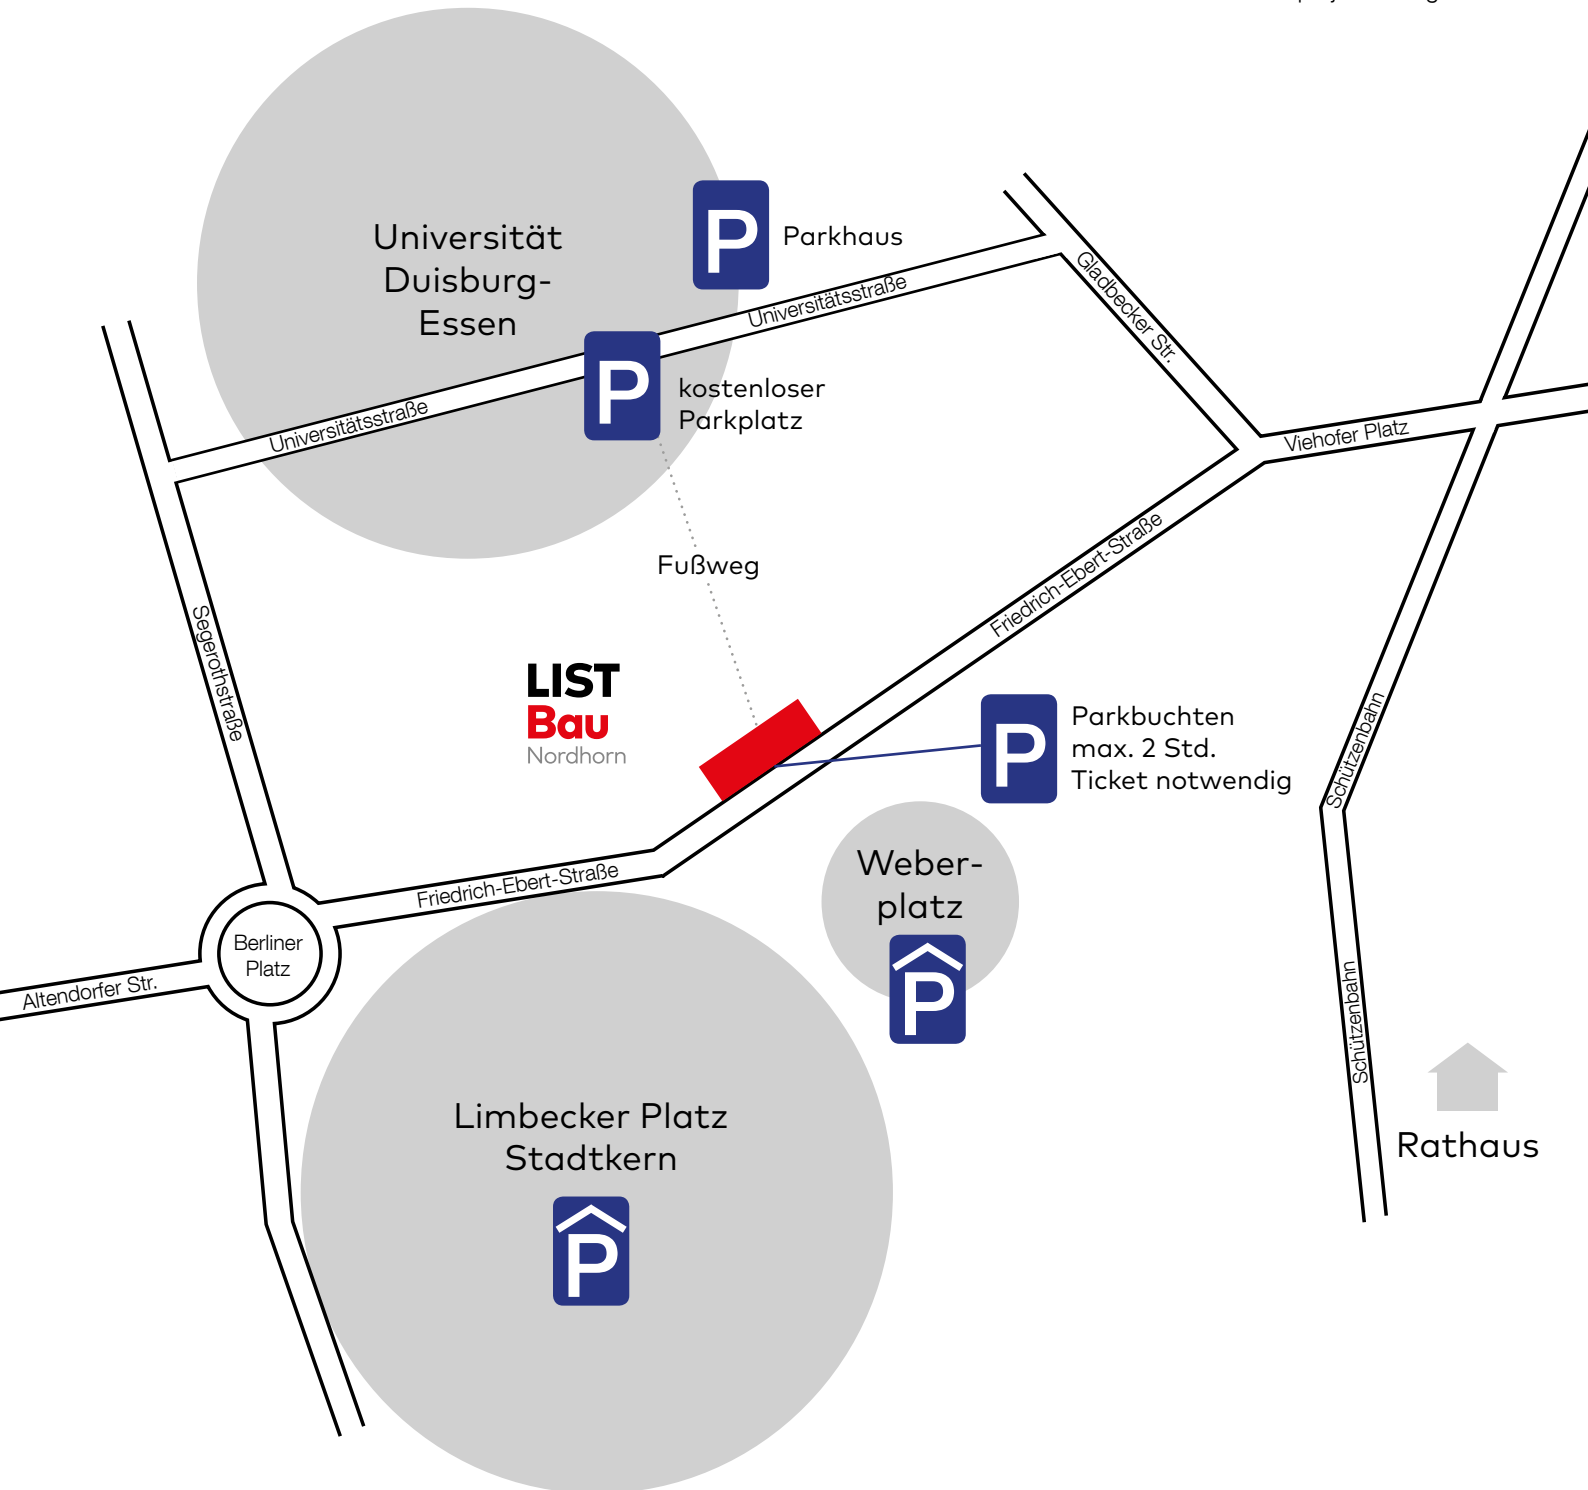 Universität
Duisburg-
Essen
P
Parkhaus
Universitätsstraße
Gladbecker Str.
P
kostenloser
Parkplatz
Universitätsstraße
Viehofer Platz
Fußweg
Friedrich-Ebert-Straße
Segerothstraße
LIST
Bau
Nordhorn
P
Parkbuchten
max. 2 Std.
Ticket notwendig
Schützenbahn
Weber-
platz
P
Friedrich-Ebert-Straße
Berliner
Platz
Altendorfer Str.
Schützenbahn
Limbecker Platz
Stadtkern
P
Rathaus